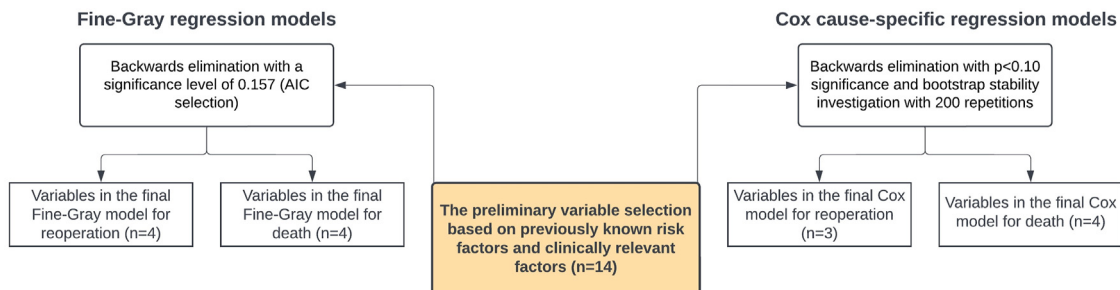 Fine-Gray regression models
Backwards elimination with a
significance level of 0.157 (AIC
selection)
Variables in the final
Fine-Gray model for
reoperation (n=4)
Variables in the final
Fine-Gray model for
death (n=4)
The preliminary variable selection
based on previously known risk
factors and clinically relevant
factors (n=14)
Cox cause-specific regression models
Backwards elimination with p<0.10
significance and bootstrap stability
investigation with 200 repetitions
Variables in the final Cox
model for reoperation
(n=3)
Variables in the final Cox
model for death (n=4)